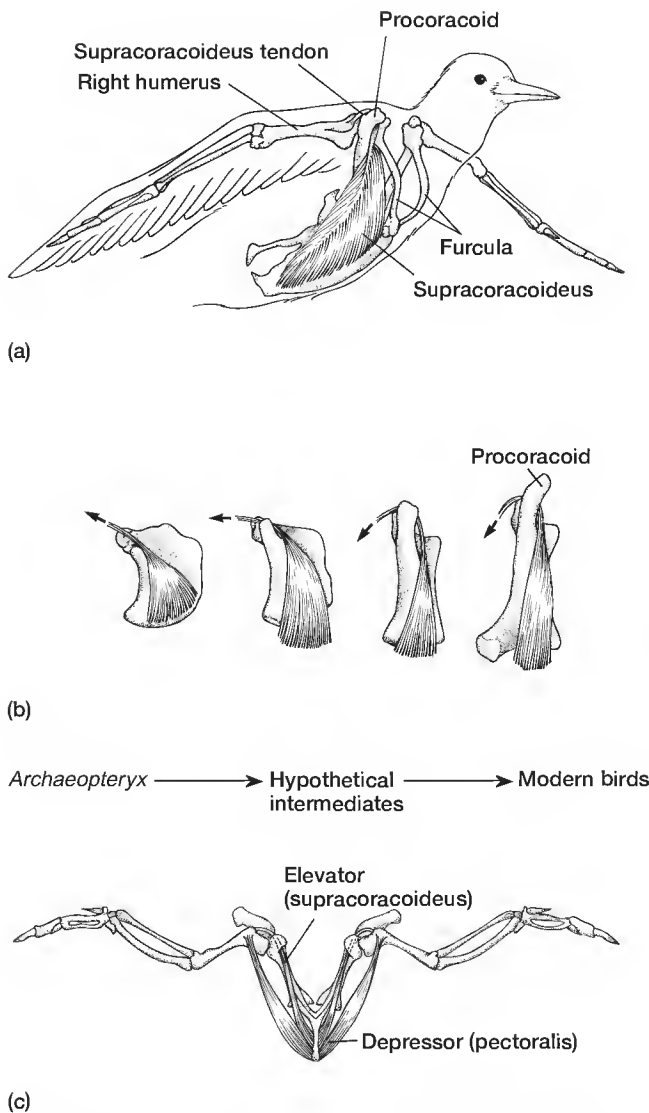 Procoracoid
Supracoracoideus tendon
Right humerus
Furcula
Supracoracoideus
(a)
Procoracoid
(b)
Archaeopteryx
Hypothetical
intermediates
Modern birds
Elevator
(supracoracoideus)
Depressor (pectoralis)
(c)